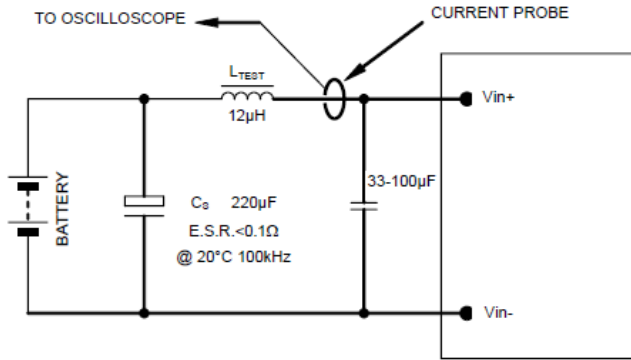 TO OSCILLOSCOPE
CURRENT PROBE
LTEST
12µH
Vin+
33-100µF
BATTERY
CS 220µF
E.S.R.<0.1Ω
@ 20°C 100kHz
Vin-